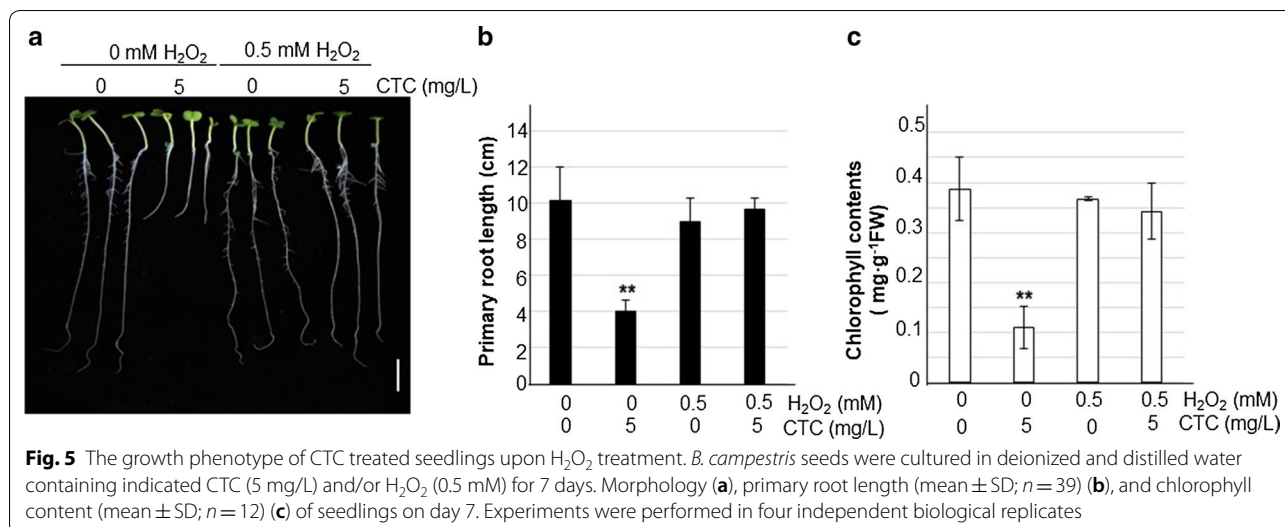 a
0 mM H₂O₂ 0.5 mM H₂O₂
0 5 0 5 CTC (mg/L)
b
Primary root length (cm)
14
12
10
8
6
4
2
0
**
0 0 0.5 0.5 H₂O₂ (mM)
0 5 0 5 CTC (mg/L)
c
Chlorophyll contents
( mg·g⁻¹FW)
0.5
0.4
0.3
0.2
0.1
0
**
0 0 0.5 0.5 H₂O₂ (mM)
0 5 0 5 CTC (mg/L)
Fig. 5 The growth phenotype of CTC treated seedlings upon H₂O₂ treatment. B. campestris seeds were cultured in deionized and distilled water
containing indicated CTC (5 mg/L) and/or H₂O₂ (0.5 mM) for 7 days. Morphology (a), primary root length (mean ± SD; n = 39) (b), and chlorophyll
content (mean ± SD; n = 12) (c) of seedlings on day 7. Experiments were performed in four independent biological replicates